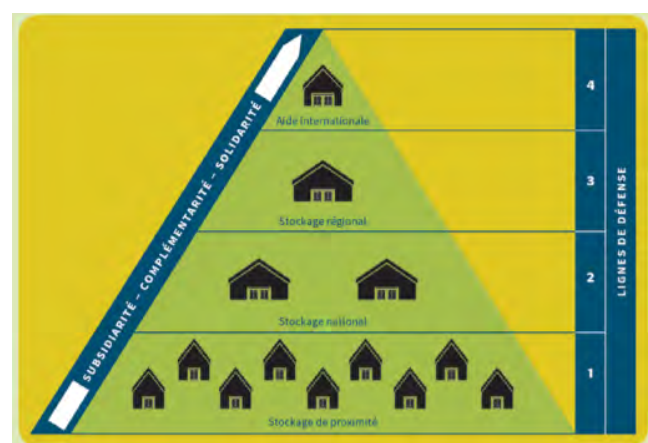 SUBSIDIARITÉ – COMPLÉMENTARITÉ – SOLIDARITÉ
Aide internationale
4
Stockage régional
3
Stockage national
2
Stockage de proximité
1
LIGNES DE DÉFENSE